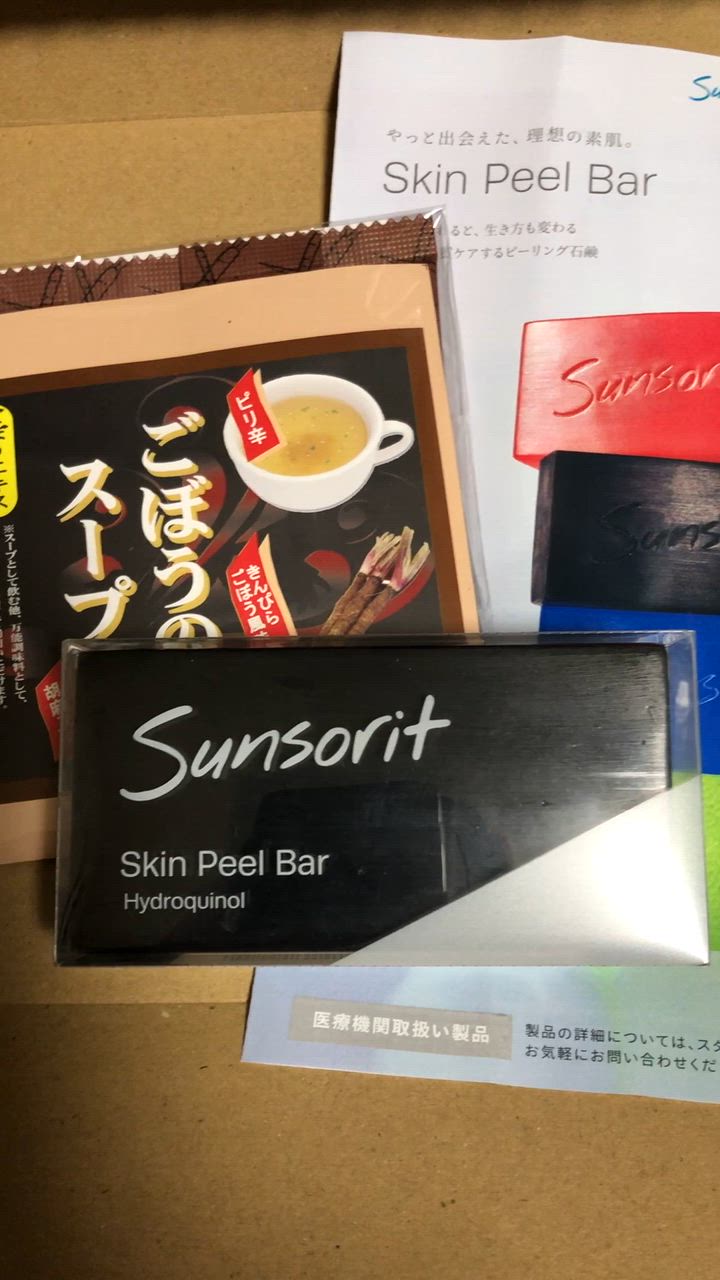 やっと出会えた、理想の素肌。
Skin Peel Bar
ると、生き方も変わる
ケアするピーリング石鹸
Sunsor
Suns
ピリ辛
ごぼうの
スープ
きんぴら
ごぼう風味
※スープとして飲む他、万能調味料として、
胡麻
Sunsorit
Skin Peel Bar
Hydroquinol
医療機関取扱い製品
製品の詳細については、スタ
お気軽にお問い合わせくだ